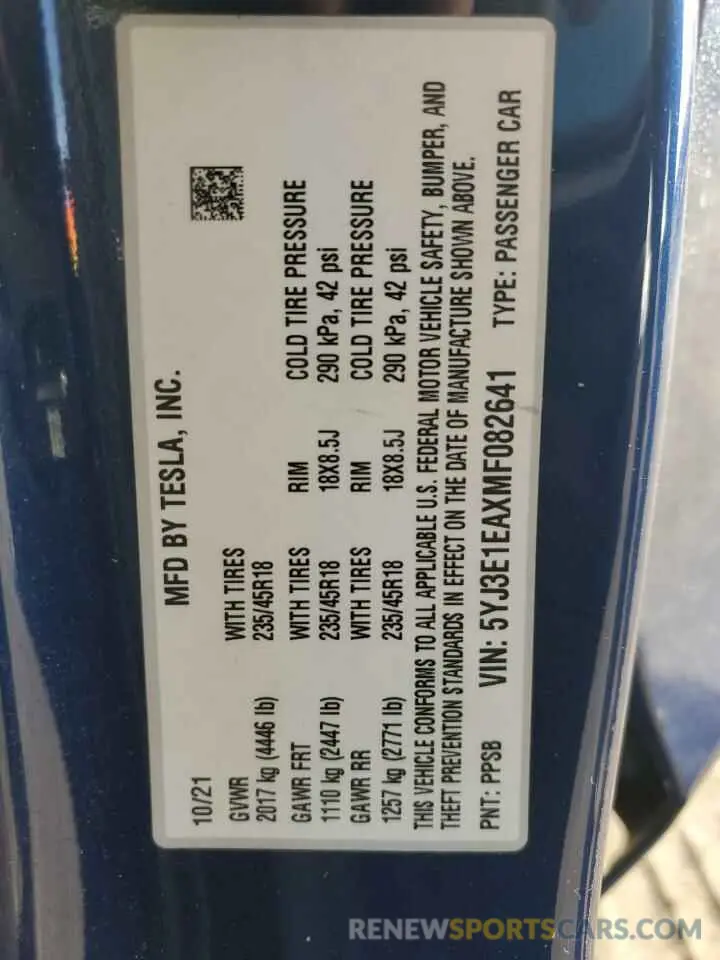 MFD BY TESLA, INC.
10/21
GVWR WITH TIRES
2017 kg (4446 lb) 235/45R18
GAWR FRT WITH TIRES RIM COLD TIRE PRESSURE
1110 kg (2447 lb) 235/45R18 18X8.5J 290 kPa, 42 psi
GAWR RR WITH TIRES RIM COLD TIRE PRESSURE
1257 kg (2771 lb) 235/45R18 18X8.5J 290 kPa, 42 psi
THIS VEHICLE CONFORMS TO ALL APPLICABLE U.S. FEDERAL MOTOR VEHICLE SAFETY, BUMPER, AND
THEFT PREVENTION STANDARDS IN EFFECT ON THE DATE OF MANUFACTURE SHOWN ABOVE.
PNT: PPSB VIN: 5YJ3E1EAXMF082641 TYPE: PASSENGER CAR
RENEWSPORTSCARS.COM